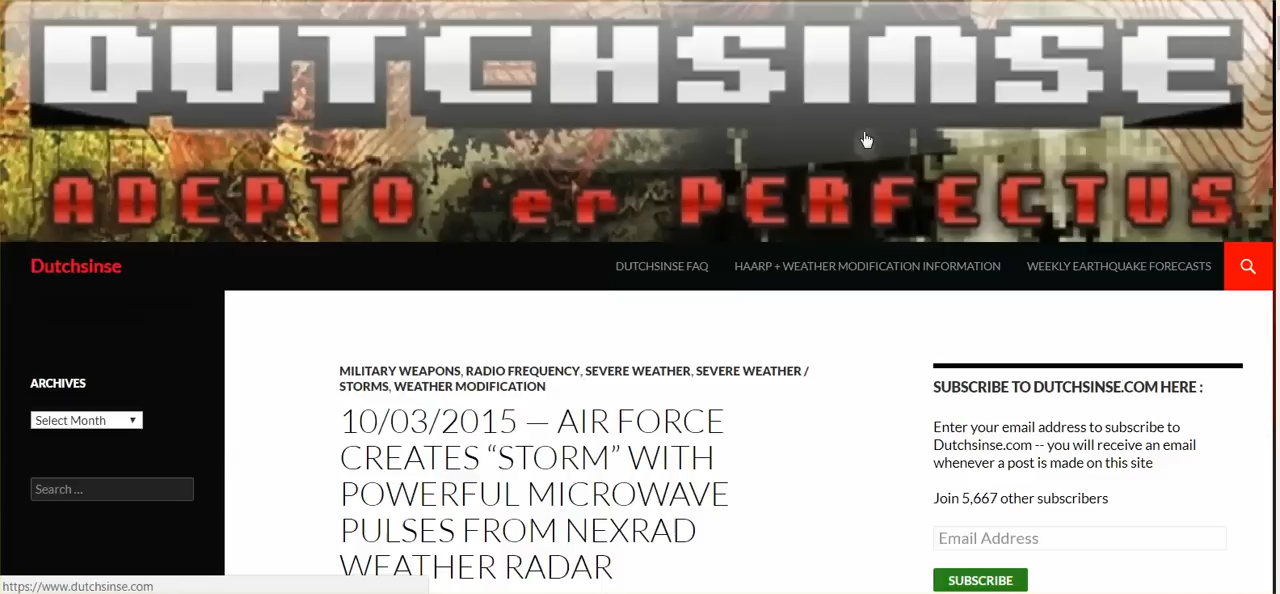 DUTCHSINSE
ADEPTO 'er PERFECTUS
Dutchsinse
DUTCHSINSE FAQ
HAARP + WEATHER MODIFICATION INFORMATION
WEEKLY EARTHQUAKE FORECASTS
ARCHIVES
Select Month
Search ...
MILITARY WEAPONS, RADIO FREQUENCY, SEVERE WEATHER, SEVERE WEATHER /
STORMS, WEATHER MODIFICATION
10/03/2015 — AIR FORCE
CREATES “STORM” WITH
POWERFUL MICROWAVE
PULSES FROM NEXRAD
WEATHER RADAR
SUBSCRIBE TO DUTCHSINSE.COM HERE :
Enter your email address to subscribe to
Dutchsinse.com -- you will receive an email
whenever a post is made on this site
Join 5,667 other subscribers
Email Address
SUBSCRIBE
https://www.dutchsinse.com